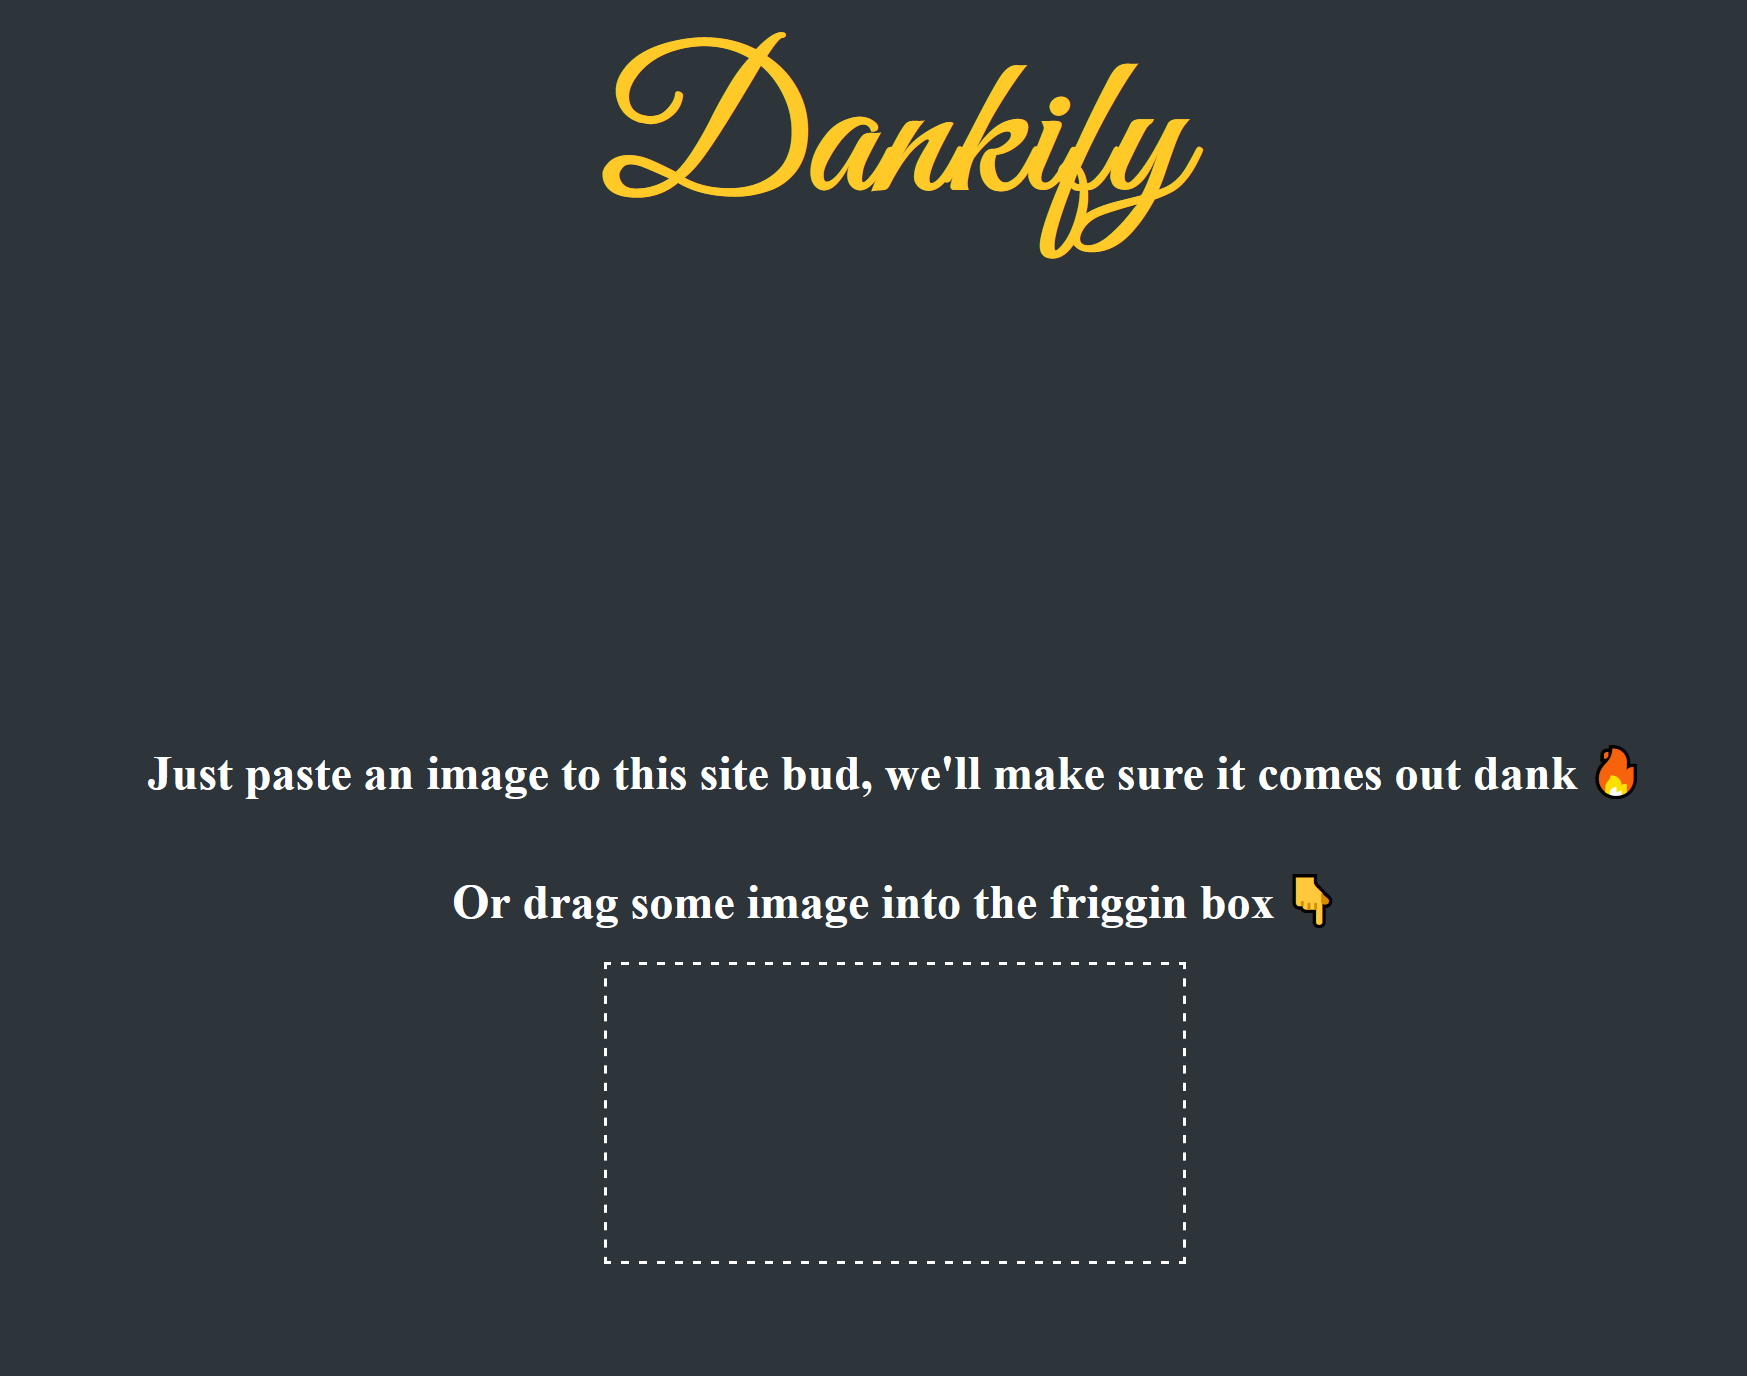 Dankify
Just paste an image to this site bud, we'll make sure it comes out dank 🔥
Or drag some image into the friggin box 👇